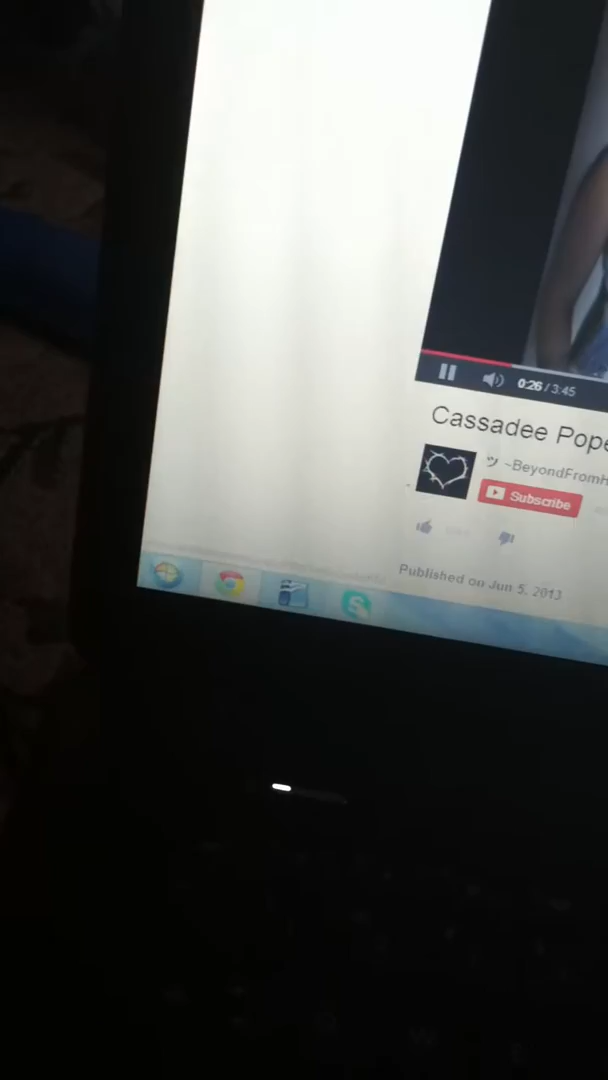 0:26 / 3:45
Cassadee Pope
ツ ~BeyondFromH
Subscribe
Published on Jun 5, 2013